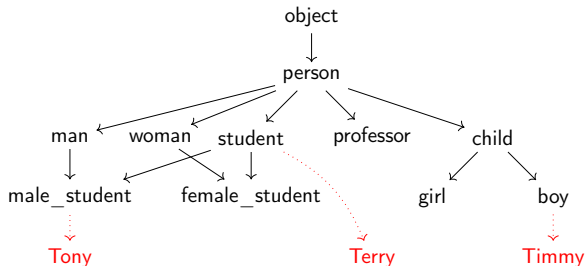 object
person
man woman student professor child
male_student female_student girl boy
Tony Terry Timmy